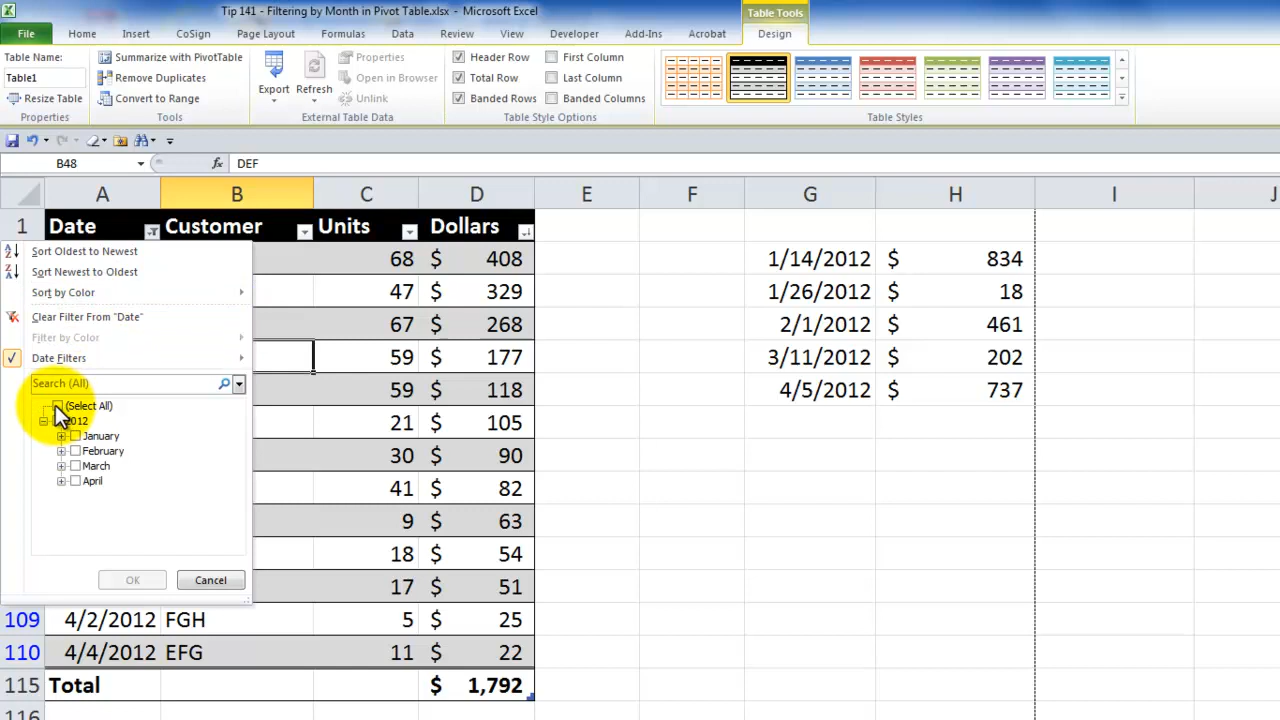 Tip 141 - Filtering by Month in Pivot Table.xlsx - Microsoft Excel
Table Tools
File Home Insert CoSign Page Layout Formulas Data Review View Developer Add-Ins Acrobat Design
Table Name:
Table1
Resize Table
Properties
Summarize with PivotTable
Remove Duplicates
Convert to Range
Tools
Export
Refresh
Properties
Open in Browser
Unlink
External Table Data
Header Row
Total Row
Banded Rows
First Column
Last Column
Banded Columns
Table Style Options
Table Styles
B48 fx DEF
A B C D E F G H I J
1 Date Customer Units Dollars
68 $ 408 1/14/2012 $ 834
47 $ 329 1/26/2012 $ 18
67 $ 268 2/1/2012 $ 461
59 $ 177 3/11/2012 $ 202
59 $ 118 4/5/2012 $ 737
21 $ 105
30 $ 90
41 $ 82
9 $ 63
18 $ 54
17 $ 51
109 4/2/2012 FGH 5 $ 25
110 4/4/2012 EFG 11 $ 22
115 Total $ 1,792
116
Sort Oldest to Newest
Sort Newest to Oldest
Sort by Color
Clear Filter From "Date"
Filter by Color
Date Filters
Search (All)
(Select All)
2012
January
February
March
April
OK Cancel